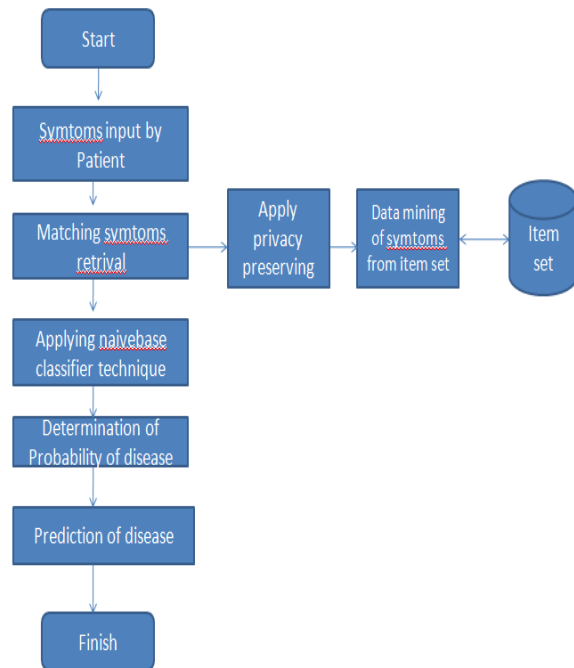 Start
Symtoms input by
Patient
Matching symtoms
retrival
Apply
privacy
preserving
Data mining
of symtoms
from item set
Item
set
Applying naivebase
classifier technique
Determination of
Probability of disease
Prediction of disease
Finish